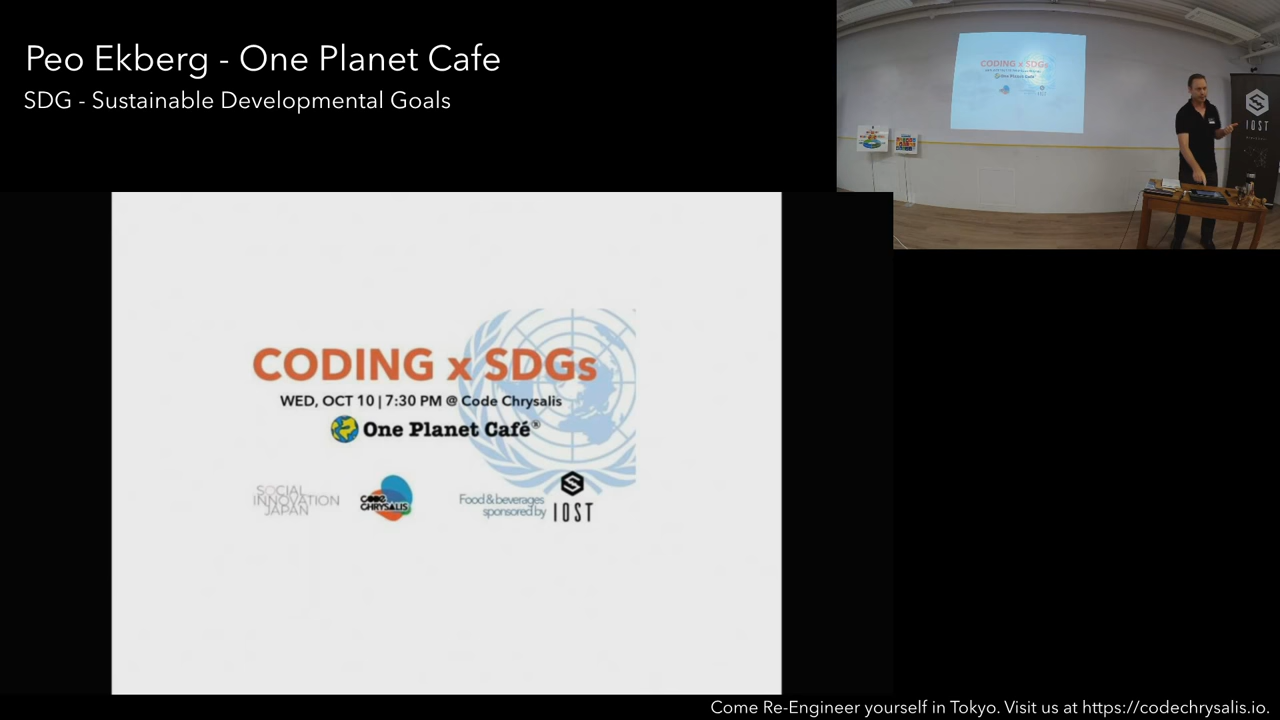 Peo Ekberg - One Planet Cafe
SDG - Sustainable Developmental Goals
CODING x SDGs
IOST
CODING x SDGs
WED, OCT 10 | 7:30 PM @ Code Chrysalis
One Planet Café®
SOCIAL
INNOVATION
JAPAN
CODE
CHRYSALIS
Food & beverages
sponsored by
IOST
Come Re-Engineer yourself in Tokyo. Visit us at https://codechrysalis.io.